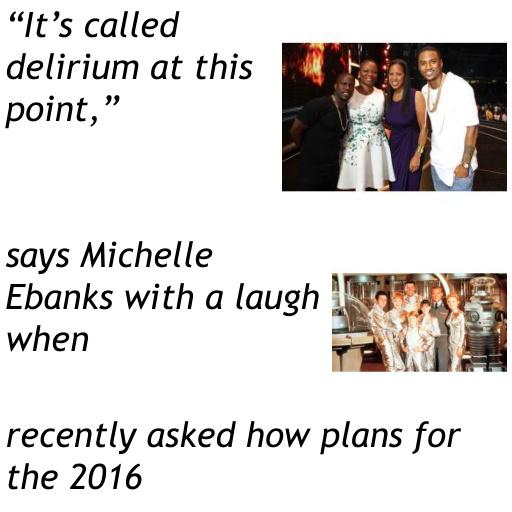 “It’s called
delirium at this
point,”
says Michelle
Ebanks with a laugh
when
recently asked how plans for
the 2016